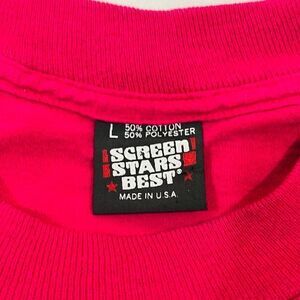 L 50% COTTON
50% POLYESTER
SCREEN
STARS
BEST®
MADE IN U.S.A.